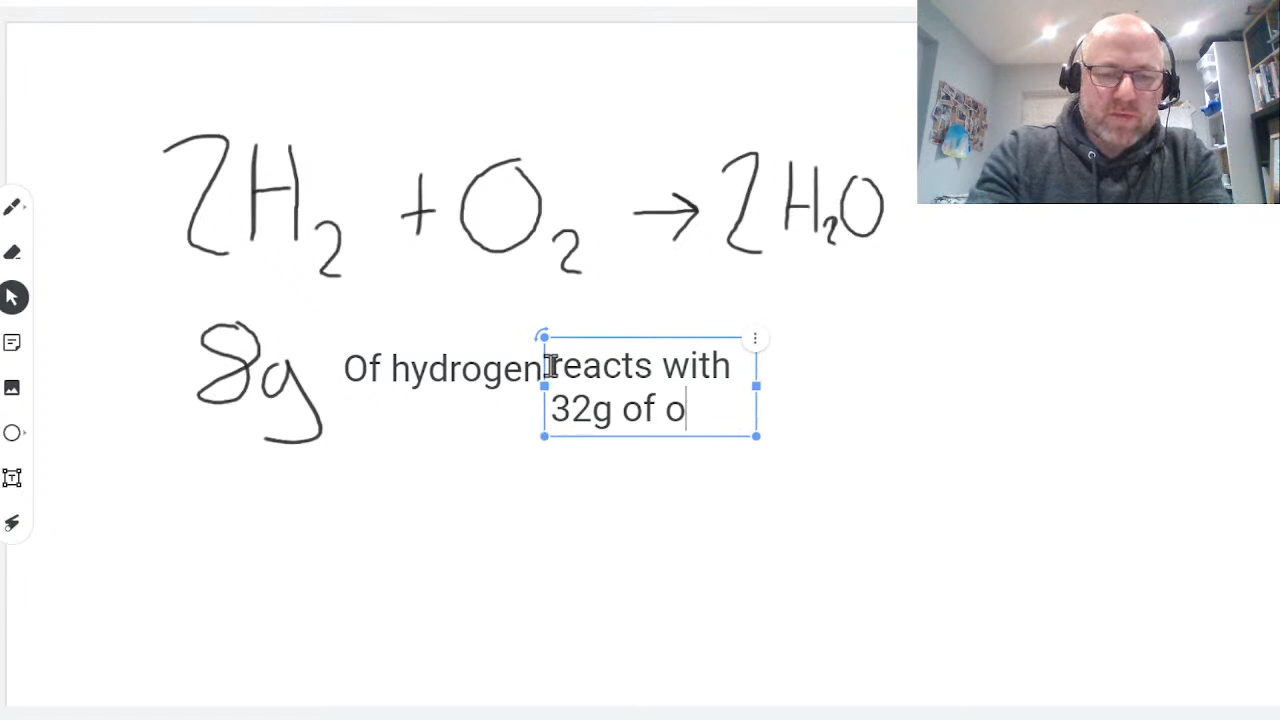 2H₂ + O₂ → 2H₂O
8g Of hydrogen reacts with
32g of o